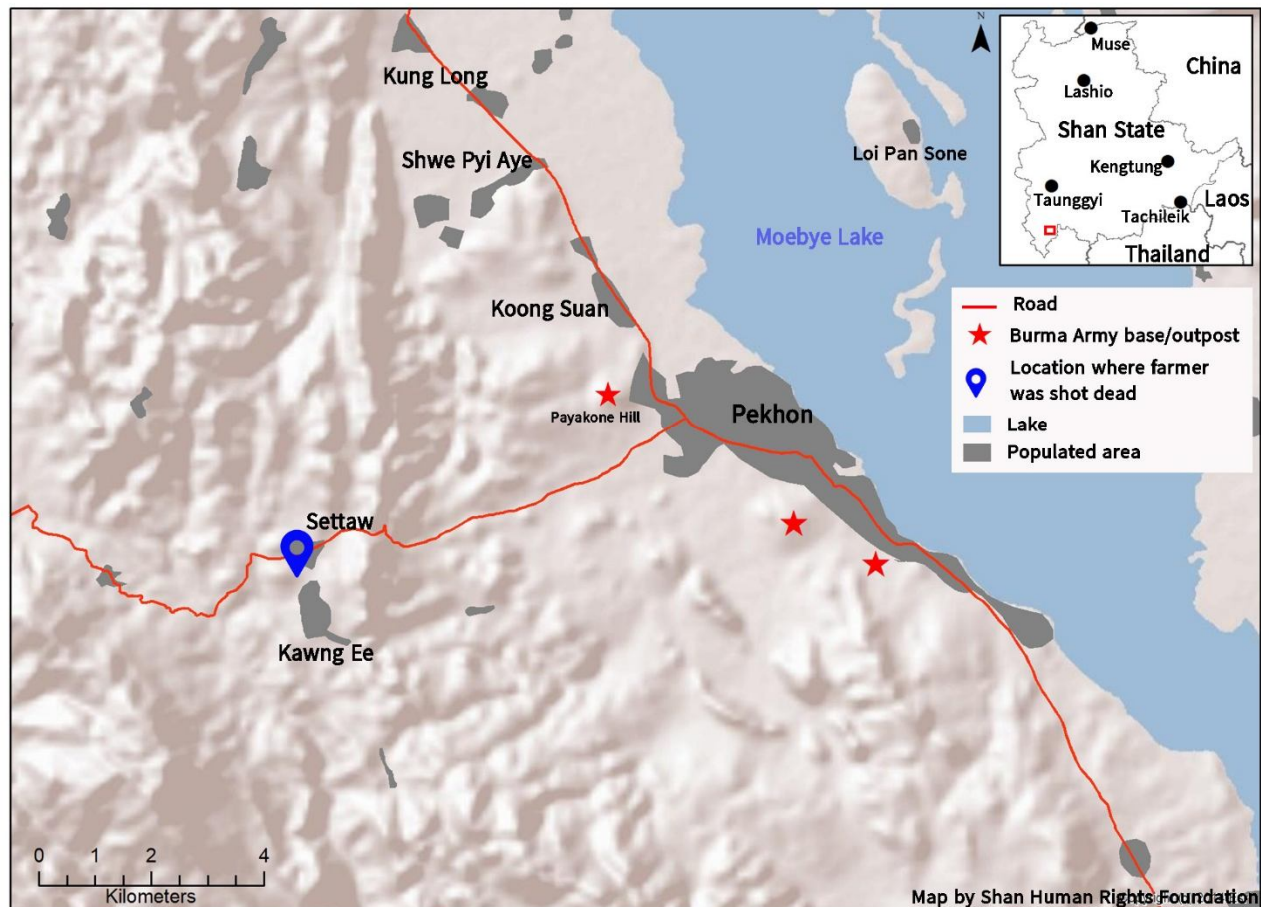 Kung Long
Shwe Pyi Aye
Koong Suan
Payakone Hill
Pekhon
Settaw
Kawng Ee
Loi Pan Sone
Moebye Lake
N
Muse
China
Lashio
Shan State
Kengtung
Taunggyi
Laos
Tachileik
Thailand
Road
Burma Army base/outpost
Location where farmer
was shot dead
Lake
Populated area
0 1 2 4
Kilometers
Map by Shan Human Rights Foundation